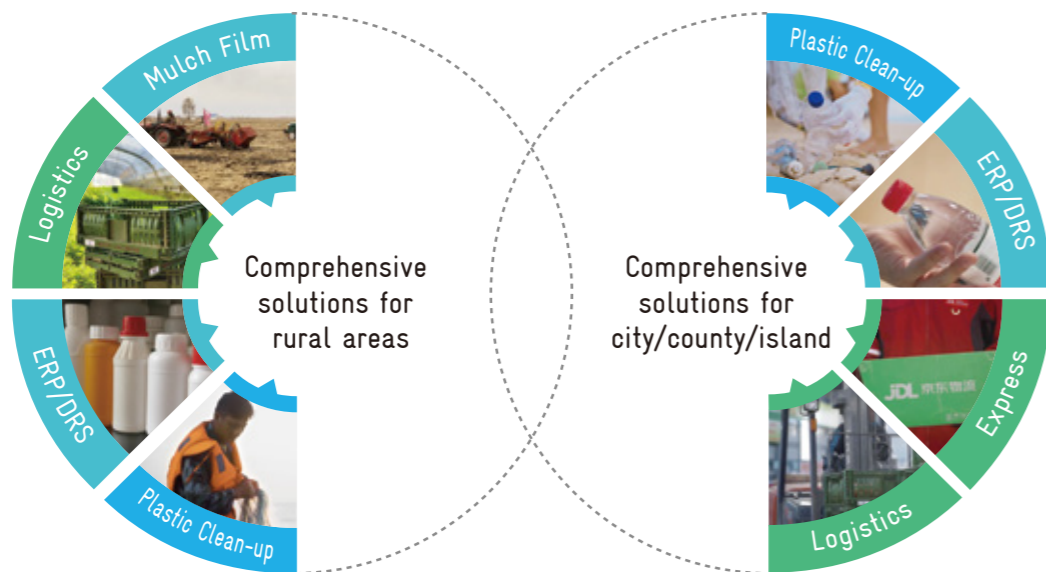 Mulch Film
Logistics
ERP/DRS
Plastic Clean-up
Comprehensive
solutions for
rural areas
Comprehensive
solutions for
city/county/island
Plastic Clean-up
ERP/DRS
Express
Logistics
JDL 京东物流